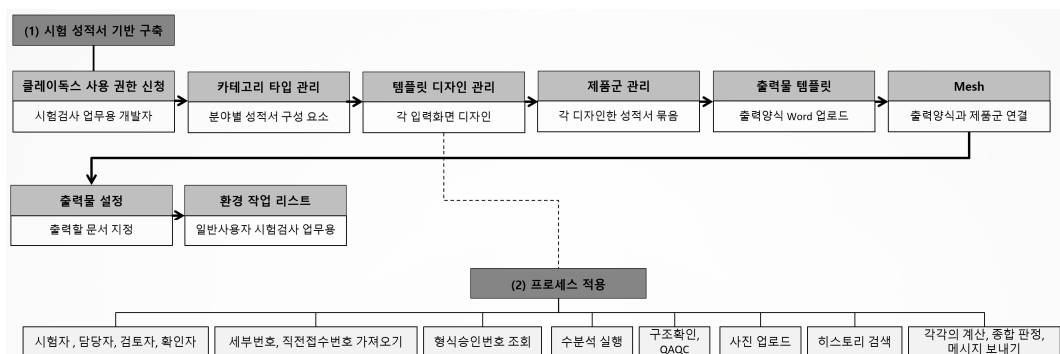 (1) 시험 성적서 기반 구축
클레이독스 사용 권한 신청
시험검사 업무용 개발자
카테고리 타입 관리
분야별 성적서 구성 요소
템플릿 디자인 관리
각 입력화면 디자인
제품군 관리
각 디자인한 성적서 묶음
출력물 템플릿
출력양식 Word 업로드
Mesh
출력양식과 제품군 연결
출력물 설정
출력할 문서 지정
환경 작업 리스트
일반사용자 시험검사 업무용
(2) 프로세스 적용
시험자 , 담당자, 검토자, 확인자
세부번호, 직전접수번호 가져오기
형식승인번호 조회
수분석 실행
구조확인,
QAQC
사진 업로드
히스토리 검색
각각의 계산, 종합 판정,
메시지 보내기